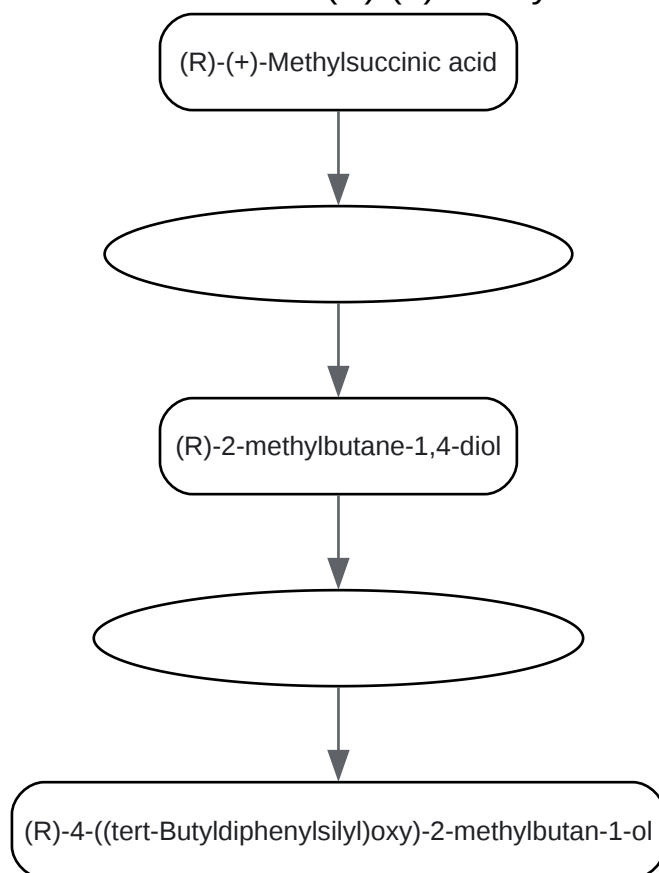 (R)-(+)-Methylsuccinic acid
(R)-2-methylbutane-1,4-diol
(R)-4-((tert-Butyldiphenylsilyl)oxy)-2-methylbutan-1-ol